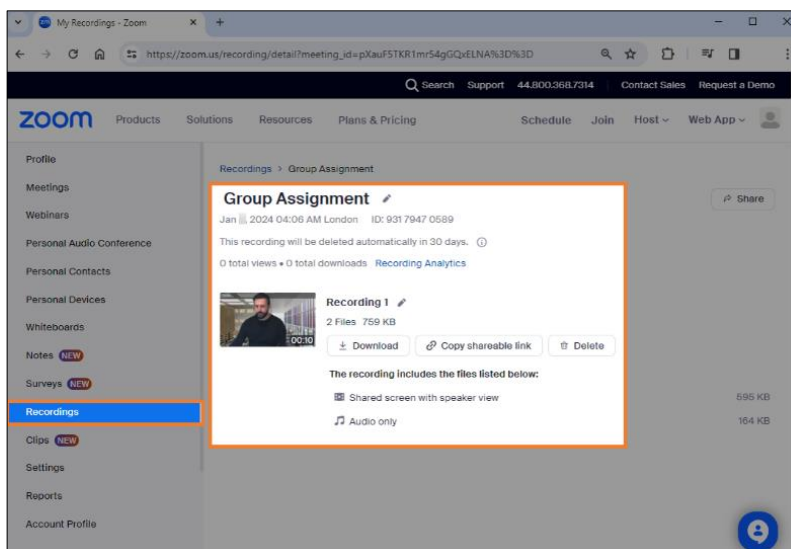 My Recordings - Zoom
https://zoom.us/recording/detail?meeting_id=pXauF5TKR1mr54gGQxELNA%3D%3D
Search Support 44.800.368.7314 Contact Sales Request a Demo
zoom Products Solutions Resources Plans & Pricing Schedule Join Host Web App
Profile
Meetings
Webinars
Personal Audio Conference
Personal Contacts
Personal Devices
Whiteboards
Notes NEW
Surveys NEW
Recordings
Clips NEW
Settings
Reports
Account Profile
Recordings > Group Assignment
Group Assignment
Share
Jan 2024 04:06 AM London ID: 931 7947 0589
This recording will be deleted automatically in 30 days.
0 total views • 0 total downloads Recording Analytics
Recording 1
2 Files 759 KB
00:10
Download Copy shareable link Delete
The recording includes the files listed below:
Shared screen with speaker view 595 KB
Audio only 164 KB